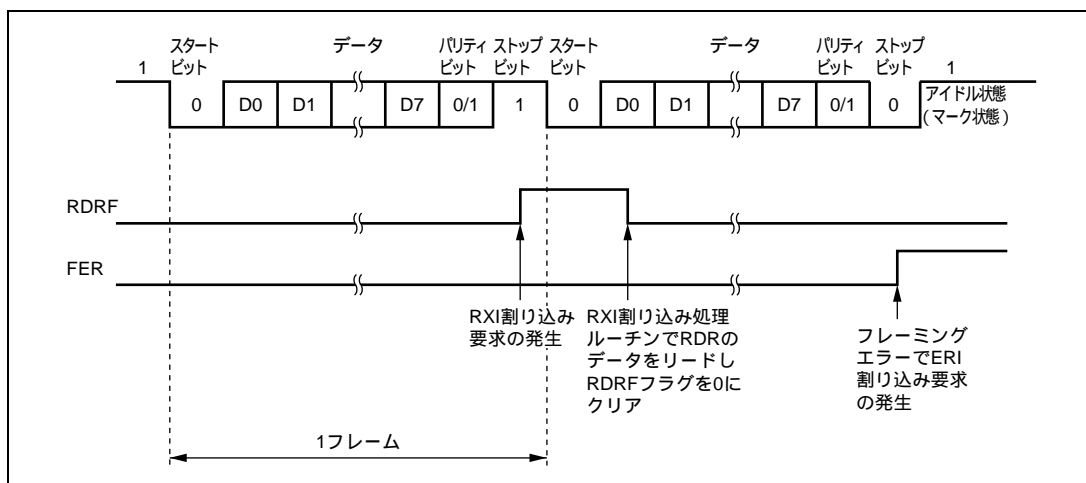 スタート
ビット
データ
パリティ
ビット
ストップ
ビット
スタート
ビット
データ
パリティ
ビット
ストップ
ビット
1 0 D0 D1 D7 0/1 1 0 D0 D1 D7 0/1 0 1
アイドル状態
(マーク状態)
RDRF
FER
RXI割り込み
要求の発生
RXI割り込み処理
ルーチンでRDRの
データをリードし
RDRFフラグを0に
クリア
フレーミング
エラーでERI
割り込み要求
の発生
1フレーム